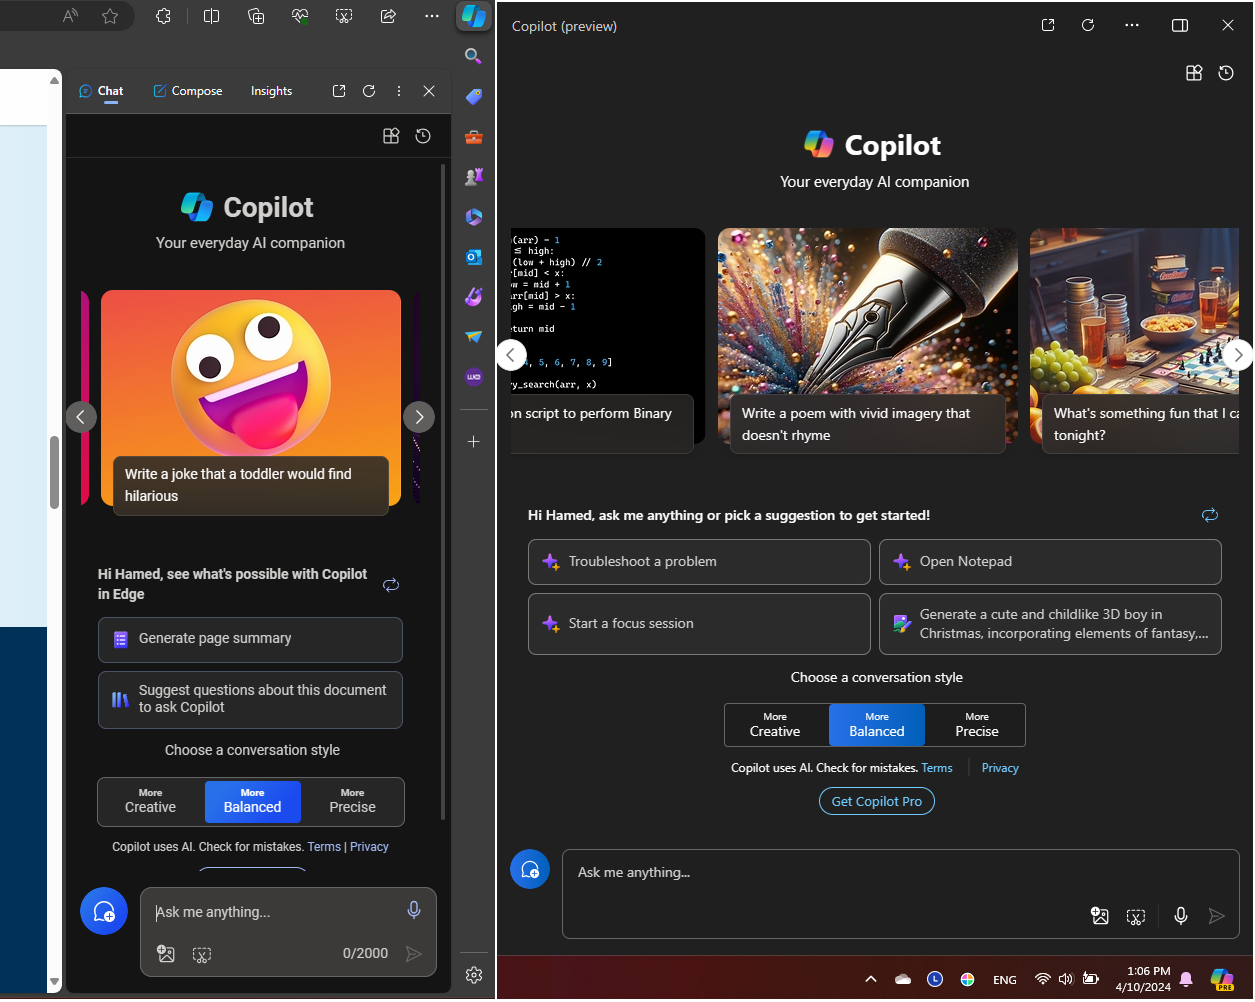 Chat
Compose
Insights
Copilot
Your everyday AI companion
Write a joke that a toddler would find
hilarious
Hi Hamed, see what's possible with Copilot
in Edge
Generate page summary
Suggest questions about this document
to ask Copilot
Choose a conversation style
More
Creative
More
Balanced
More
Precise
Copilot uses AI. Check for mistakes. Terms | Privacy
Ask me anything...
0/2000
Copilot (preview)
Copilot
Your everyday AI companion
(arr) - 1
≤ high:
(low + high) // 2
r[mid] < x:
ow = mid + 1
arr[mid] > x:
igh = mid - 1
eturn mid
, 5, 6, 7, 8, 9]
ry_search(arr, x)
on script to perform Binary
Write a poem with vivid imagery that
doesn't rhyme
What's something fun that I ca
tonight?
Hi Hamed, ask me anything or pick a suggestion to get started!
Troubleshoot a problem
Open Notepad
Start a focus session
Generate a cute and childlike 3D boy in
Christmas, incorporating elements of fantasy,...
Choose a conversation style
More
Creative
More
Balanced
More
Precise
Copilot uses AI. Check for mistakes. Terms | Privacy
Get Copilot Pro
Ask me anything...
L
ENG
1:06 PM
4/10/2024
PRE